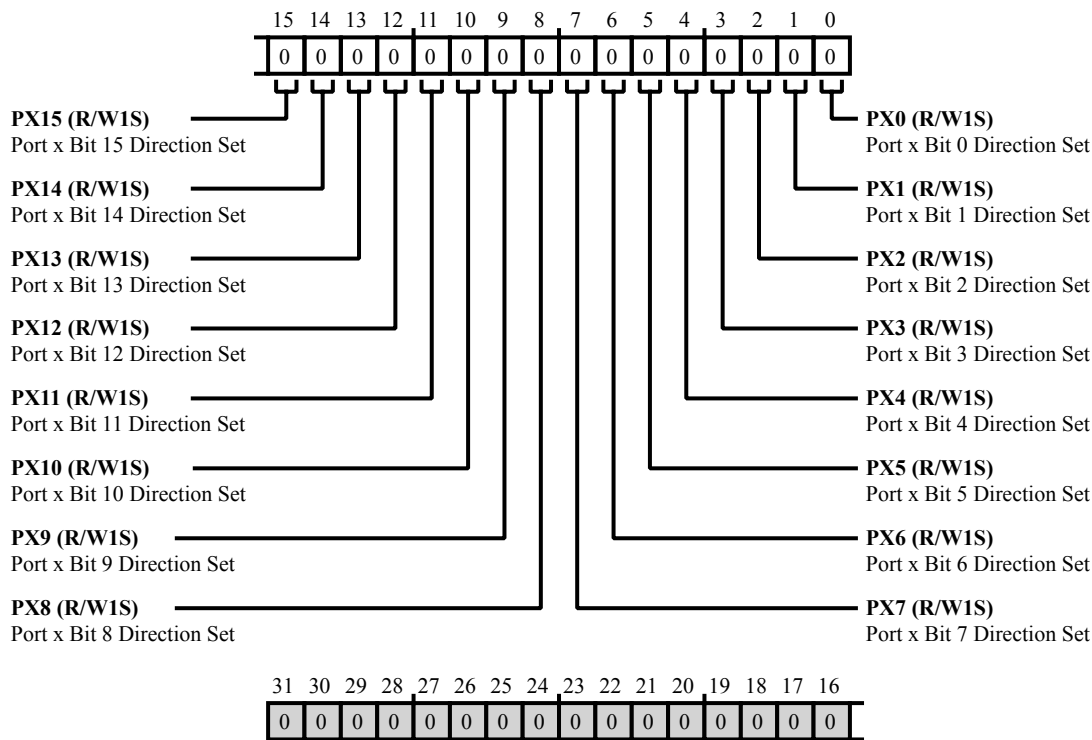 15 14 13 12 11 10 9 8 7 6 5 4 3 2 1 0
0 0 0 0 0 0 0 0 0 0 0 0 0 0 0 0
PX15 (R/W1S)
Port x Bit 15 Direction Set
PX14 (R/W1S)
Port x Bit 14 Direction Set
PX13 (R/W1S)
Port x Bit 13 Direction Set
PX12 (R/W1S)
Port x Bit 12 Direction Set
PX11 (R/W1S)
Port x Bit 11 Direction Set
PX10 (R/W1S)
Port x Bit 10 Direction Set
PX9 (R/W1S)
Port x Bit 9 Direction Set
PX8 (R/W1S)
Port x Bit 8 Direction Set
PX0 (R/W1S)
Port x Bit 0 Direction Set
PX1 (R/W1S)
Port x Bit 1 Direction Set
PX2 (R/W1S)
Port x Bit 2 Direction Set
PX3 (R/W1S)
Port x Bit 3 Direction Set
PX4 (R/W1S)
Port x Bit 4 Direction Set
PX5 (R/W1S)
Port x Bit 5 Direction Set
PX6 (R/W1S)
Port x Bit 6 Direction Set
PX7 (R/W1S)
Port x Bit 7 Direction Set
31 30 29 28 27 26 25 24 23 22 21 20 19 18 17 16
0 0 0 0 0 0 0 0 0 0 0 0 0 0 0 0